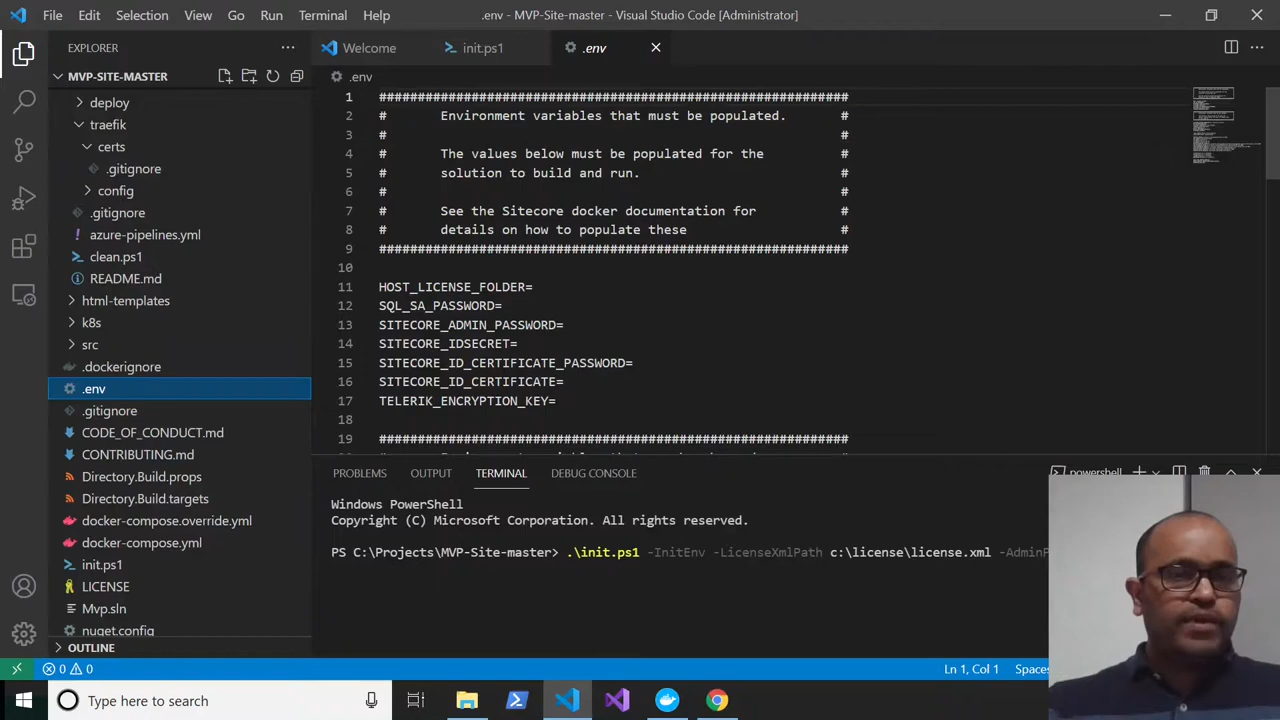 File Edit Selection View Go Run Terminal Help
.env - MVP-Site-master - Visual Studio Code [Administrator]
EXPLORER
Welcome
init.ps1
.env
MVP-SITE-MASTER
.env
deploy
traefik
certs
.gitignore
config
.gitignore
azure-pipelines.yml
clean.ps1
README.md
html-templates
k8s
src
.dockerignore
.env
.gitignore
CODE_OF_CONDUCT.md
CONTRIBUTING.md
Directory.Build.props
Directory.Build.targets
docker-compose.override.yml
docker-compose.yml
init.ps1
LICENSE
Mvp.sln
nuget.config
OUTLINE
1 #############################################################
2 # Environment variables that must be populated. #
3 # #
4 # The values below must be populated for the #
5 # solution to build and run. #
6 # #
7 # See the Sitecore docker documentation for #
8 # details on how to populate these #
9 #############################################################
10
11 HOST_LICENSE_FOLDER=
12 SQL_SA_PASSWORD=
13 SITECORE_ADMIN_PASSWORD=
14 SITECORE_IDSECRET=
15 SITECORE_ID_CERTIFICATE_PASSWORD=
16 SITECORE_ID_CERTIFICATE=
17 TELERIK_ENCRYPTION_KEY=
18
19 #############################################################
PROBLEMS OUTPUT TERMINAL DEBUG CONSOLE
powershell
Windows PowerShell
Copyright (C) Microsoft Corporation. All rights reserved.
PS C:\Projects\MVP-Site-master> .\init.ps1 -InitEnv -LicenseXmlPath c:\license\license.xml
0 0
Ln 1, Col 1
Type here to search